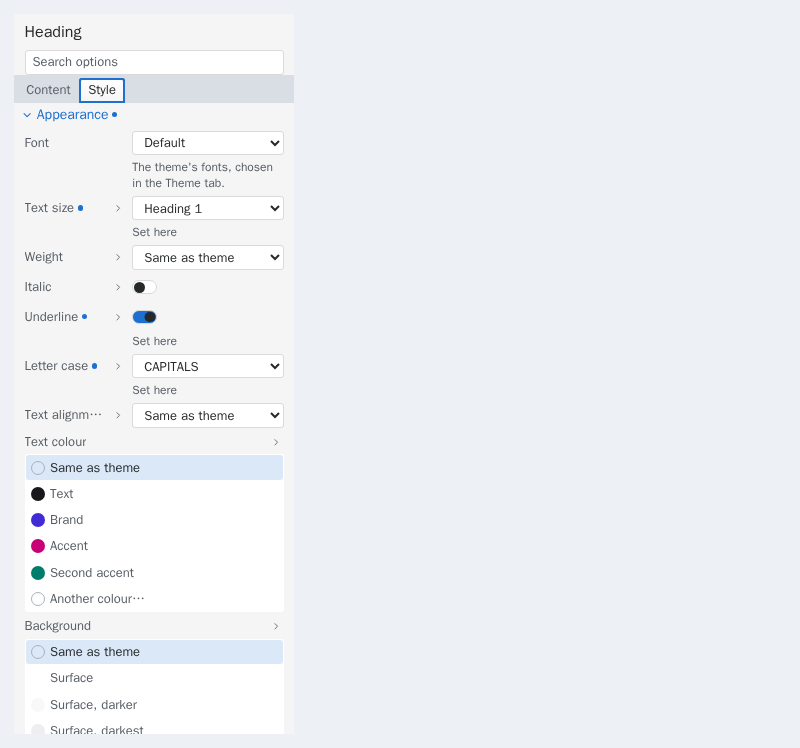 Heading
Search options
Content Style
Appearance
Font Default
The theme's fonts, chosen
in the Theme tab.
Text size Heading 1
Set here
Weight Same as theme
Italic
Underline
Set here
Letter case CAPITALS
Set here
Text alignm··· Same as theme
Text colour
Same as theme
Text
Brand
Accent
Second accent
Another colour···
Background
Same as theme
Surface
Surface, darker
Surface, darkest